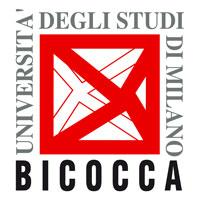 UNIVERSITA'
DEGLI STUDI
DI MILANO
BICOCCA